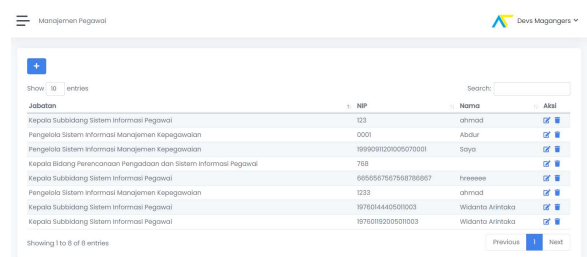 Manajemen Pegawai
Devs Magangers
+
Show 10 entries
Search:
Jabatan NIP Nama Aksi
Kepala Subbidang Sistem Informasi Pegawai 123 ahmad
Pengelola Sistem Informasi Manajemen Kepegawaian 0001 Abdur
Pengelola Sistem Informasi Manajemen Kepegawaian 19990911201005070001 Saya
Kepala Bidang Perencanaan Pengadaan dan Sistem Informasi Pegawai 768
Kepala Subbidang Sistem Informasi Pegawai 6656567567568786867 hreeeee
Pengelola Sistem Informasi Manajemen Kepegawaian 1233 ahmad
Kepala Subbidang Sistem Informasi Pegawai 19760144405011003 Widanta Arintaka
Kepala Subbidang Sistem Informasi Pegawai 197601192005011003 Widanta Arintaka
Showing 1 to 8 of 8 entries
Previous 1 Next